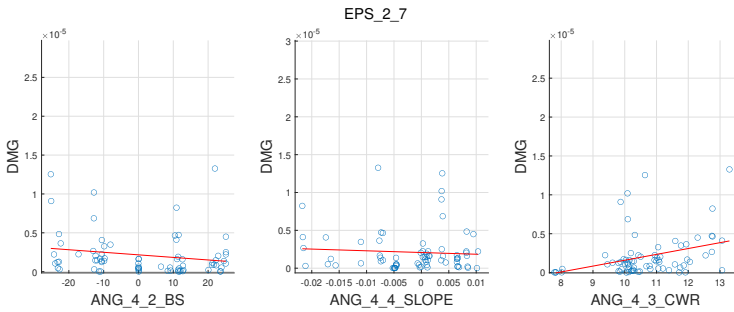 EPS_2_7
×10⁻⁵
2.5
2
1.5
1
0.5
0
DMG
-20 -10 0 10 20
ANG_4_2_BS
×10⁻⁵
3
2.5
2
1.5
1
0.5
0
DMG
-0.02 -0.015 -0.01 -0.005 0 0.005 0.01
ANG_4_4_SLOPE
×10⁻⁵
2.5
2
1.5
1
0.5
0
DMG
8 9 10 11 12 13
ANG_4_3_CWR